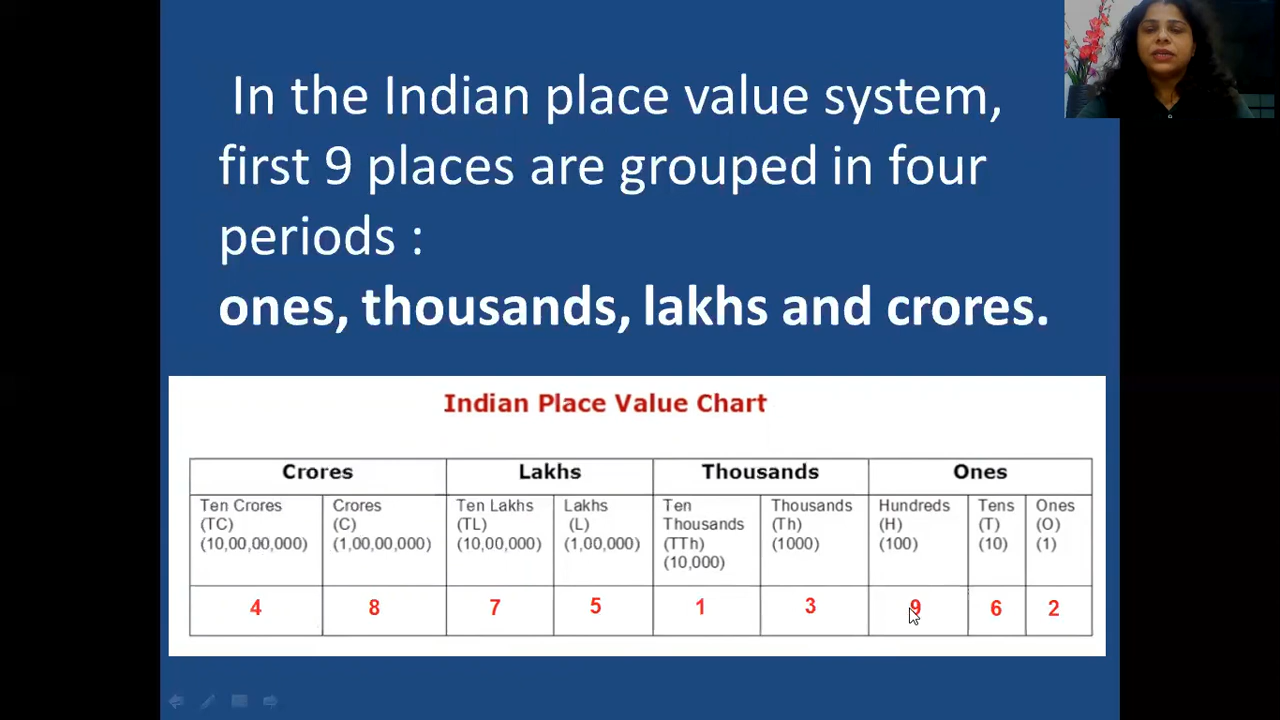 In the Indian place value system,
first 9 places are grouped in four
periods :
ones, thousands, lakhs and crores.
Indian Place Value Chart
Crores Lakhs Thousands Ones
Ten Crores (TC) (10,00,00,000)
Crores (C) (1,00,00,000)
Ten Lakhs (TL) (10,00,000)
Lakhs (L) (1,00,000)
Ten Thousands (TTh) (10,000)
Thousands (Th) (1000)
Hundreds (H) (100)
Tens (T) (10)
Ones (O) (1)
4 8 7 5 1 3 9 6 2